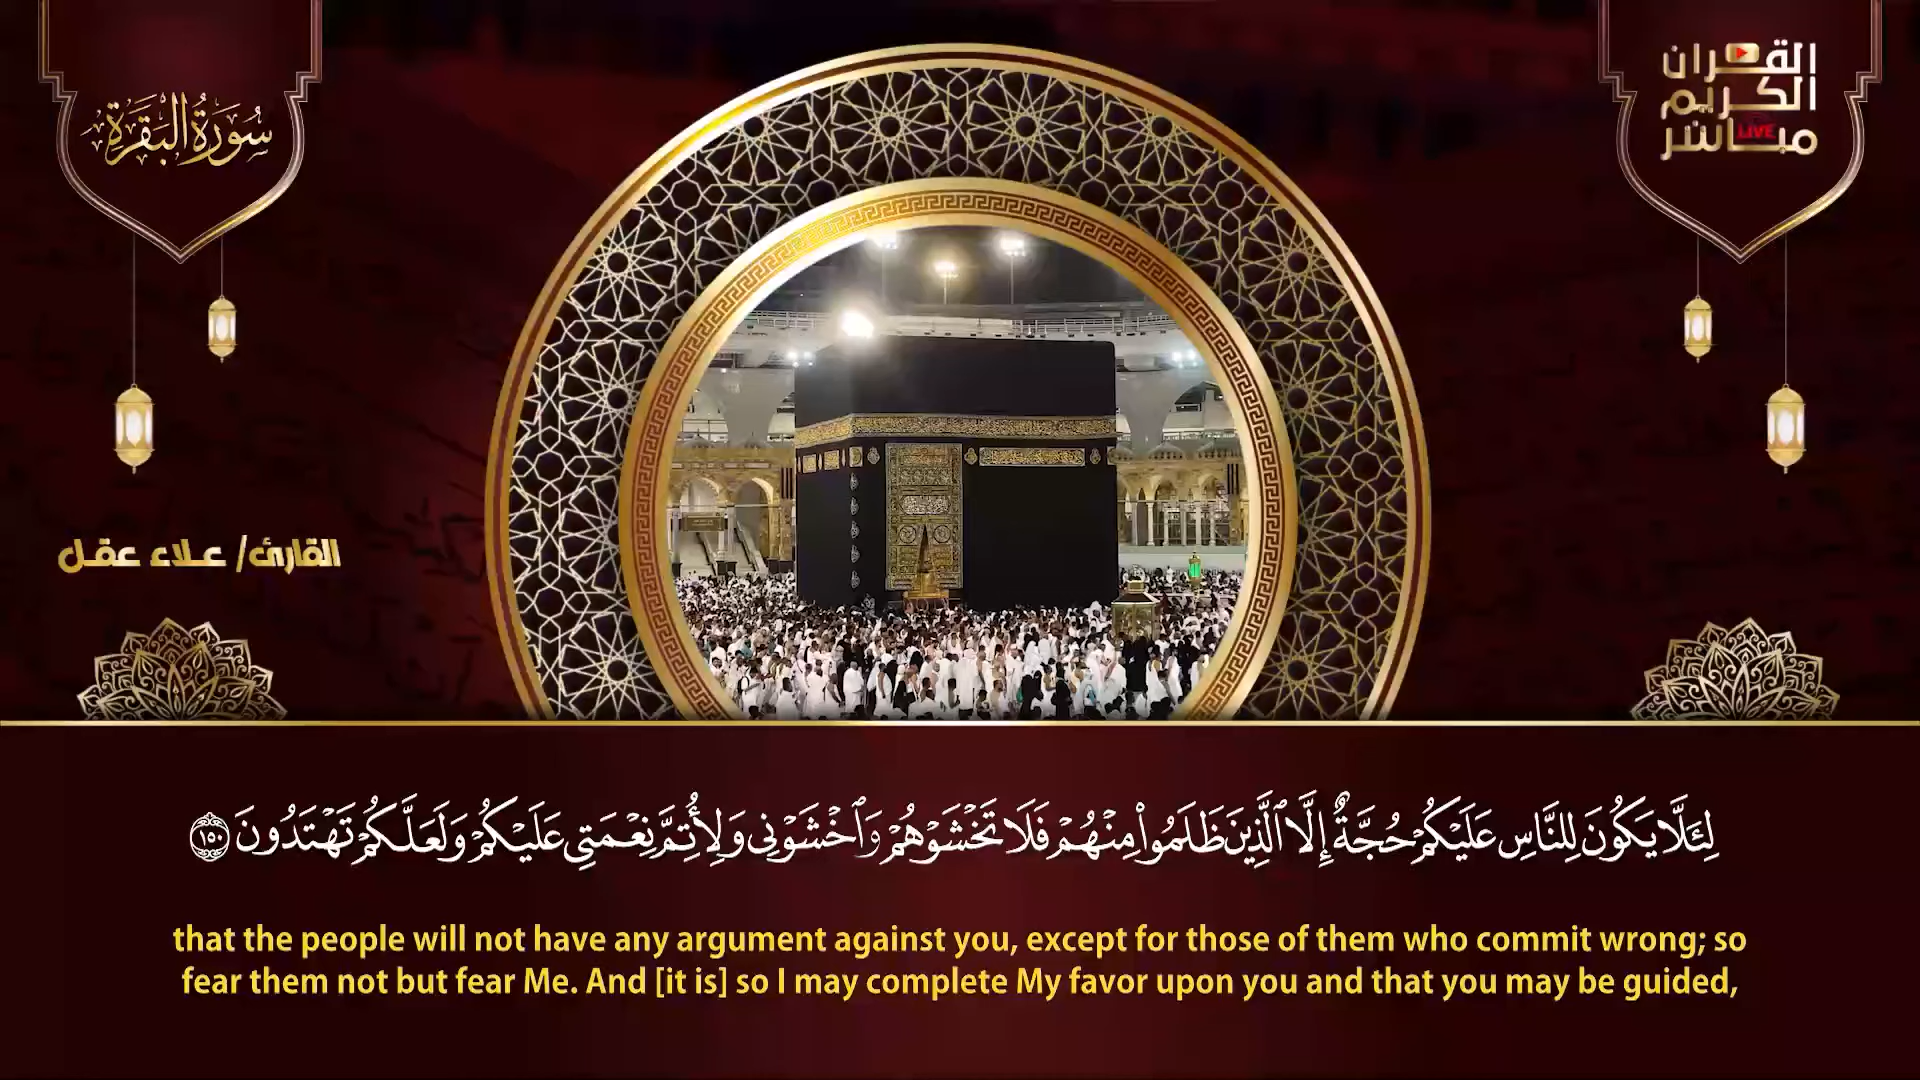 سُورَةُ البَقَرَةِ
القران
الكريم
مباشر
LIVE
القارئ/ علاء عقل
لِئَلَّا يَكُونَ لِلنَّاسِ عَلَيْكُمْ حُجَّةٌ إِلَّا ٱلَّذِينَ ظَلَمُوا۟ مِنْهُمْ فَلَا تَخْشَوْهُمْ وَٱخْشَوْنِى وَلِأُتِمَّ نِعْمَتِى عَلَيْكُمْ وَلَعَلَّكُمْ تَهْتَدُونَ ١٥٠
that the people will not have any argument against you, except for those of them who commit wrong; so
fear them not but fear Me. And [it is] so I may complete My favor upon you and that you may be guided,